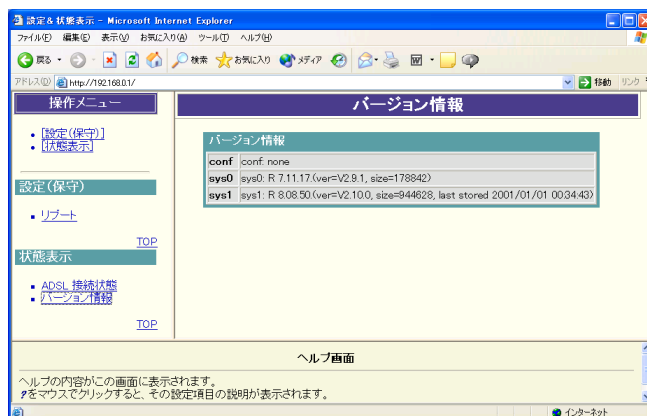 設定&状態表示 - Microsoft Internet Explorer
ファイル(F) 編集(E) 表示(V) お気に入り(A) ツール(T) ヘルプ(H)
戻る 検索 お気に入り メディア
アドレス(D) http://192.168.0.1/ 移動 リンク
操作メニュー
[設定(保守)]
[状態表示]
設定(保守)
リブート
TOP
状態表示
ADSL 接続状態
バージョン情報
TOP
バージョン情報
バージョン情報
conf conf: none
sys0 sys0: R 7.11.17.(ver=V2.9.1, size=178842)
sys1 sys1: R 8.08.50.(ver=V2.10.0, size=944628, last stored 2001/01/01 00:34:43)
ヘルプ画面
ヘルプの内容がこの画面に表示されます。
?をマウスでクリックすると、その設定項目の説明が表示されます。
インターネット